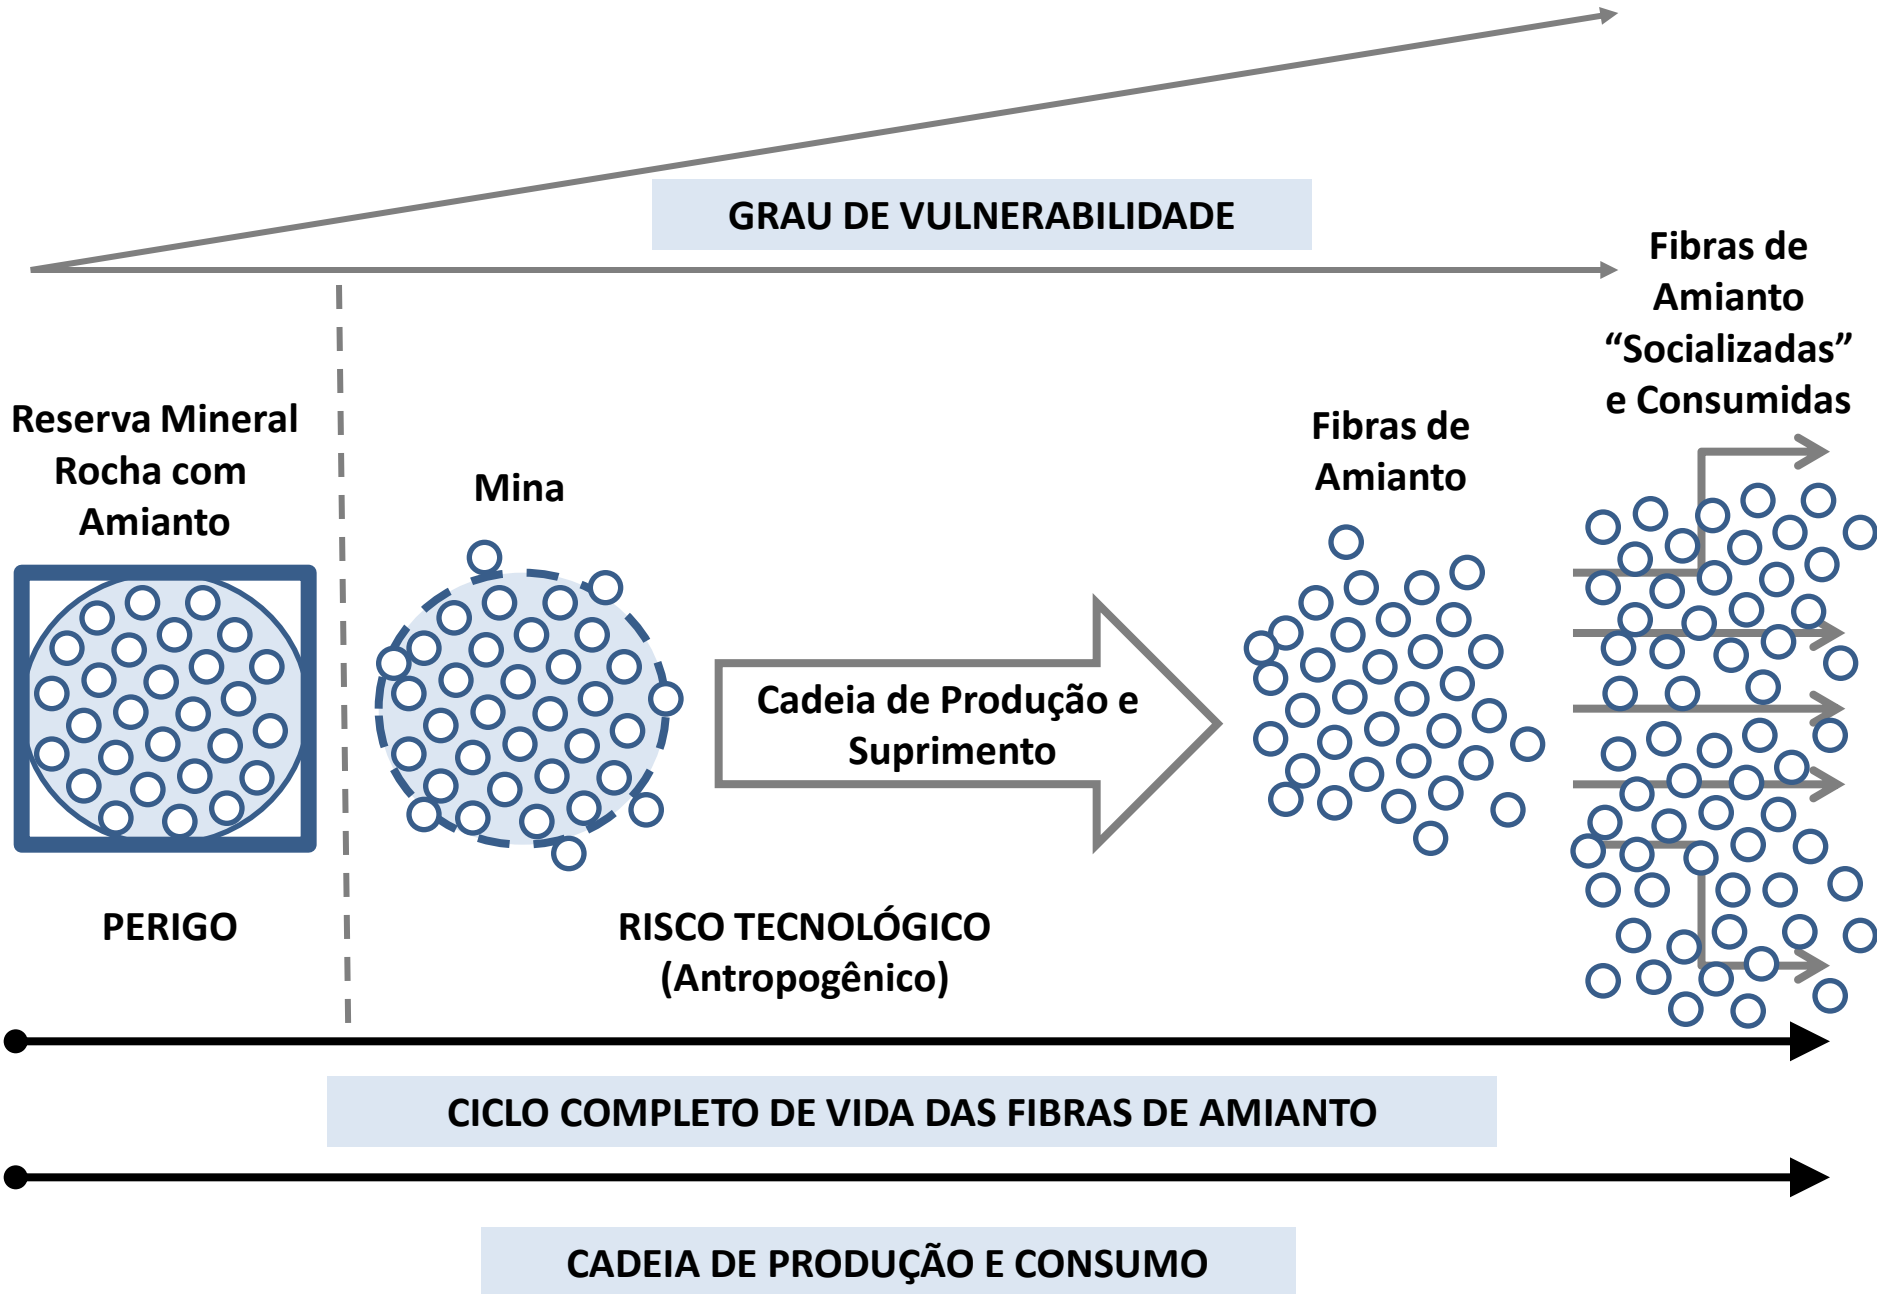 GRAU DE VULNERABILIDADE
Fibras de
Amianto
“Socializadas”
e Consumidas
Reserva Mineral
Rocha com
Amianto
Mina
Fibras de
Amianto
Cadeia de Produção e
Suprimento
PERIGO
RISCO TECNOLÓGICO
(Antropogênico)
CICLO COMPLETO DE VIDA DAS FIBRAS DE AMIANTO
CADEIA DE PRODUÇÃO E CONSUMO